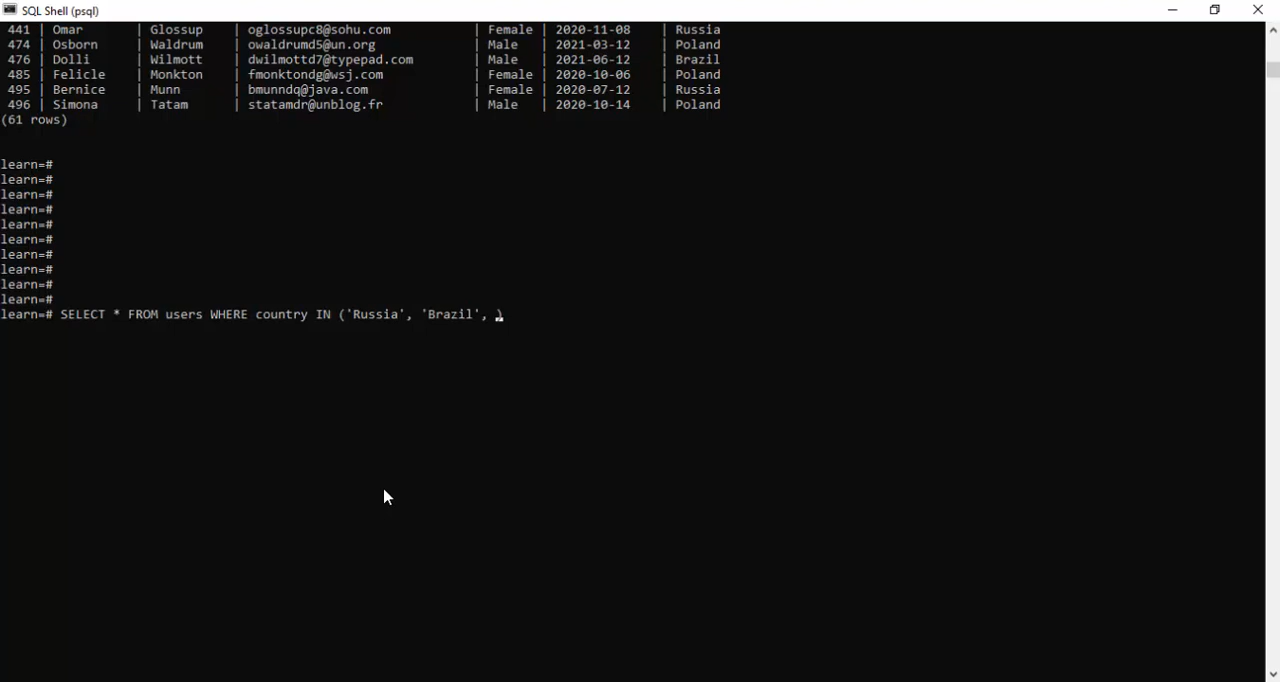 SQL Shell (psql)
441 | Omar | Glossup | oglossupc8@sohu.com | Female | 2020-11-08 | Russia
474 | Osborn | Waldrum | owaldrumd5@un.org | Male | 2021-03-12 | Poland
476 | Dolli | Wilmott | dwilmottd7@typepad.com | Male | 2021-06-12 | Brazil
485 | Felicle | Monkton | fmonktondg@wsj.com | Female | 2020-10-06 | Poland
495 | Bernice | Munn | bmunndq@java.com | Female | 2020-07-12 | Russia
496 | Simona | Tatam | statamdr@unblog.fr | Male | 2020-10-14 | Poland
(61 rows)
learn=#
learn=#
learn=#
learn=#
learn=#
learn=#
learn=#
learn=#
learn=#
learn=#
learn=# SELECT * FROM users WHERE country IN ('Russia', 'Brazil', )